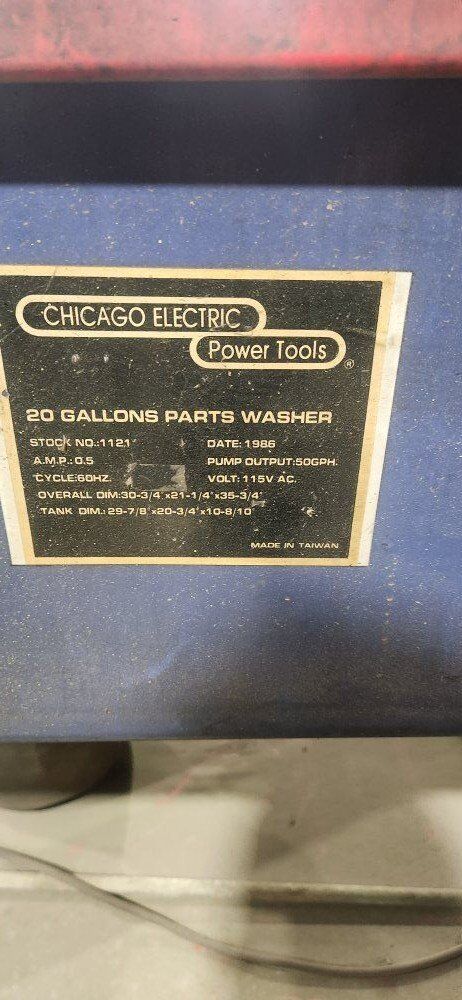 CHICAGO ELECTRIC
Power Tools ®
20 GALLONS PARTS WASHER
STOCK NO.:1121 DATE: 1986
A.M.P.: 0.5 PUMP OUTPUT:50GPH.
CYCLE:60HZ. VOLT: 115V AC.
OVERALL DIM:30-3/4"x21-1/4"x35-3/4"
TANK DIM.: 29-7/8"x20-3/4"x10-8/10"
MADE IN TAIWAN